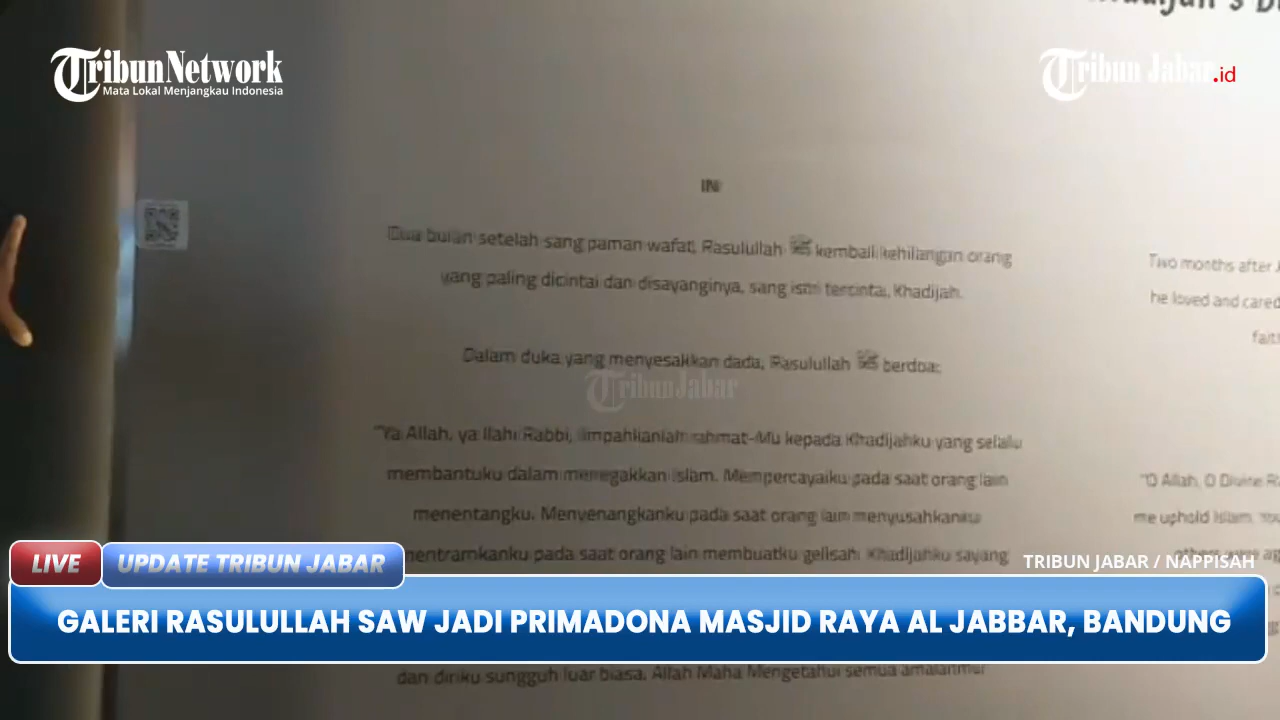 TribunNetwork
Mata Lokal Menjangkau Indonesia
Tribun Jabar.id
IN
Dua bulan setelah sang paman wafat, Rasulullah ﷺ kembali kehilangan orang
yang paling dicintai dan disayanginya, sang istri tercinta, Khadijah.
Dalam duka yang menyesakkan dada, Rasulullah ﷺ berdoa:
TribunJabar
"Ya Allah, ya Ilahi Rabbi, limpahkanlah rahmat-Mu kepada Khadijahku yang selalu
membantuku dalam menegakkan Islam. Mempercayaiku pada saat orang lain
menentangku. Menyenangkanku pada saat orang lain menyusahkanku
mentramkanku pada saat orang lain membuatku gelisah. Khadijahku sayang
dan diriku sungguh luar biasa. Allah Maha Mengetahui semua amalanmu
Two months after
he loved and cared
faith
"O Allah, O Divine
me uphold Islam.
TRIBUN JABAR / NAPPISAH
LIVE
UPDATE TRIBUN JABAR
GALERI RASULULLAH SAW JADI PRIMADONA MASJID RAYA AL JABBAR, BANDUNG